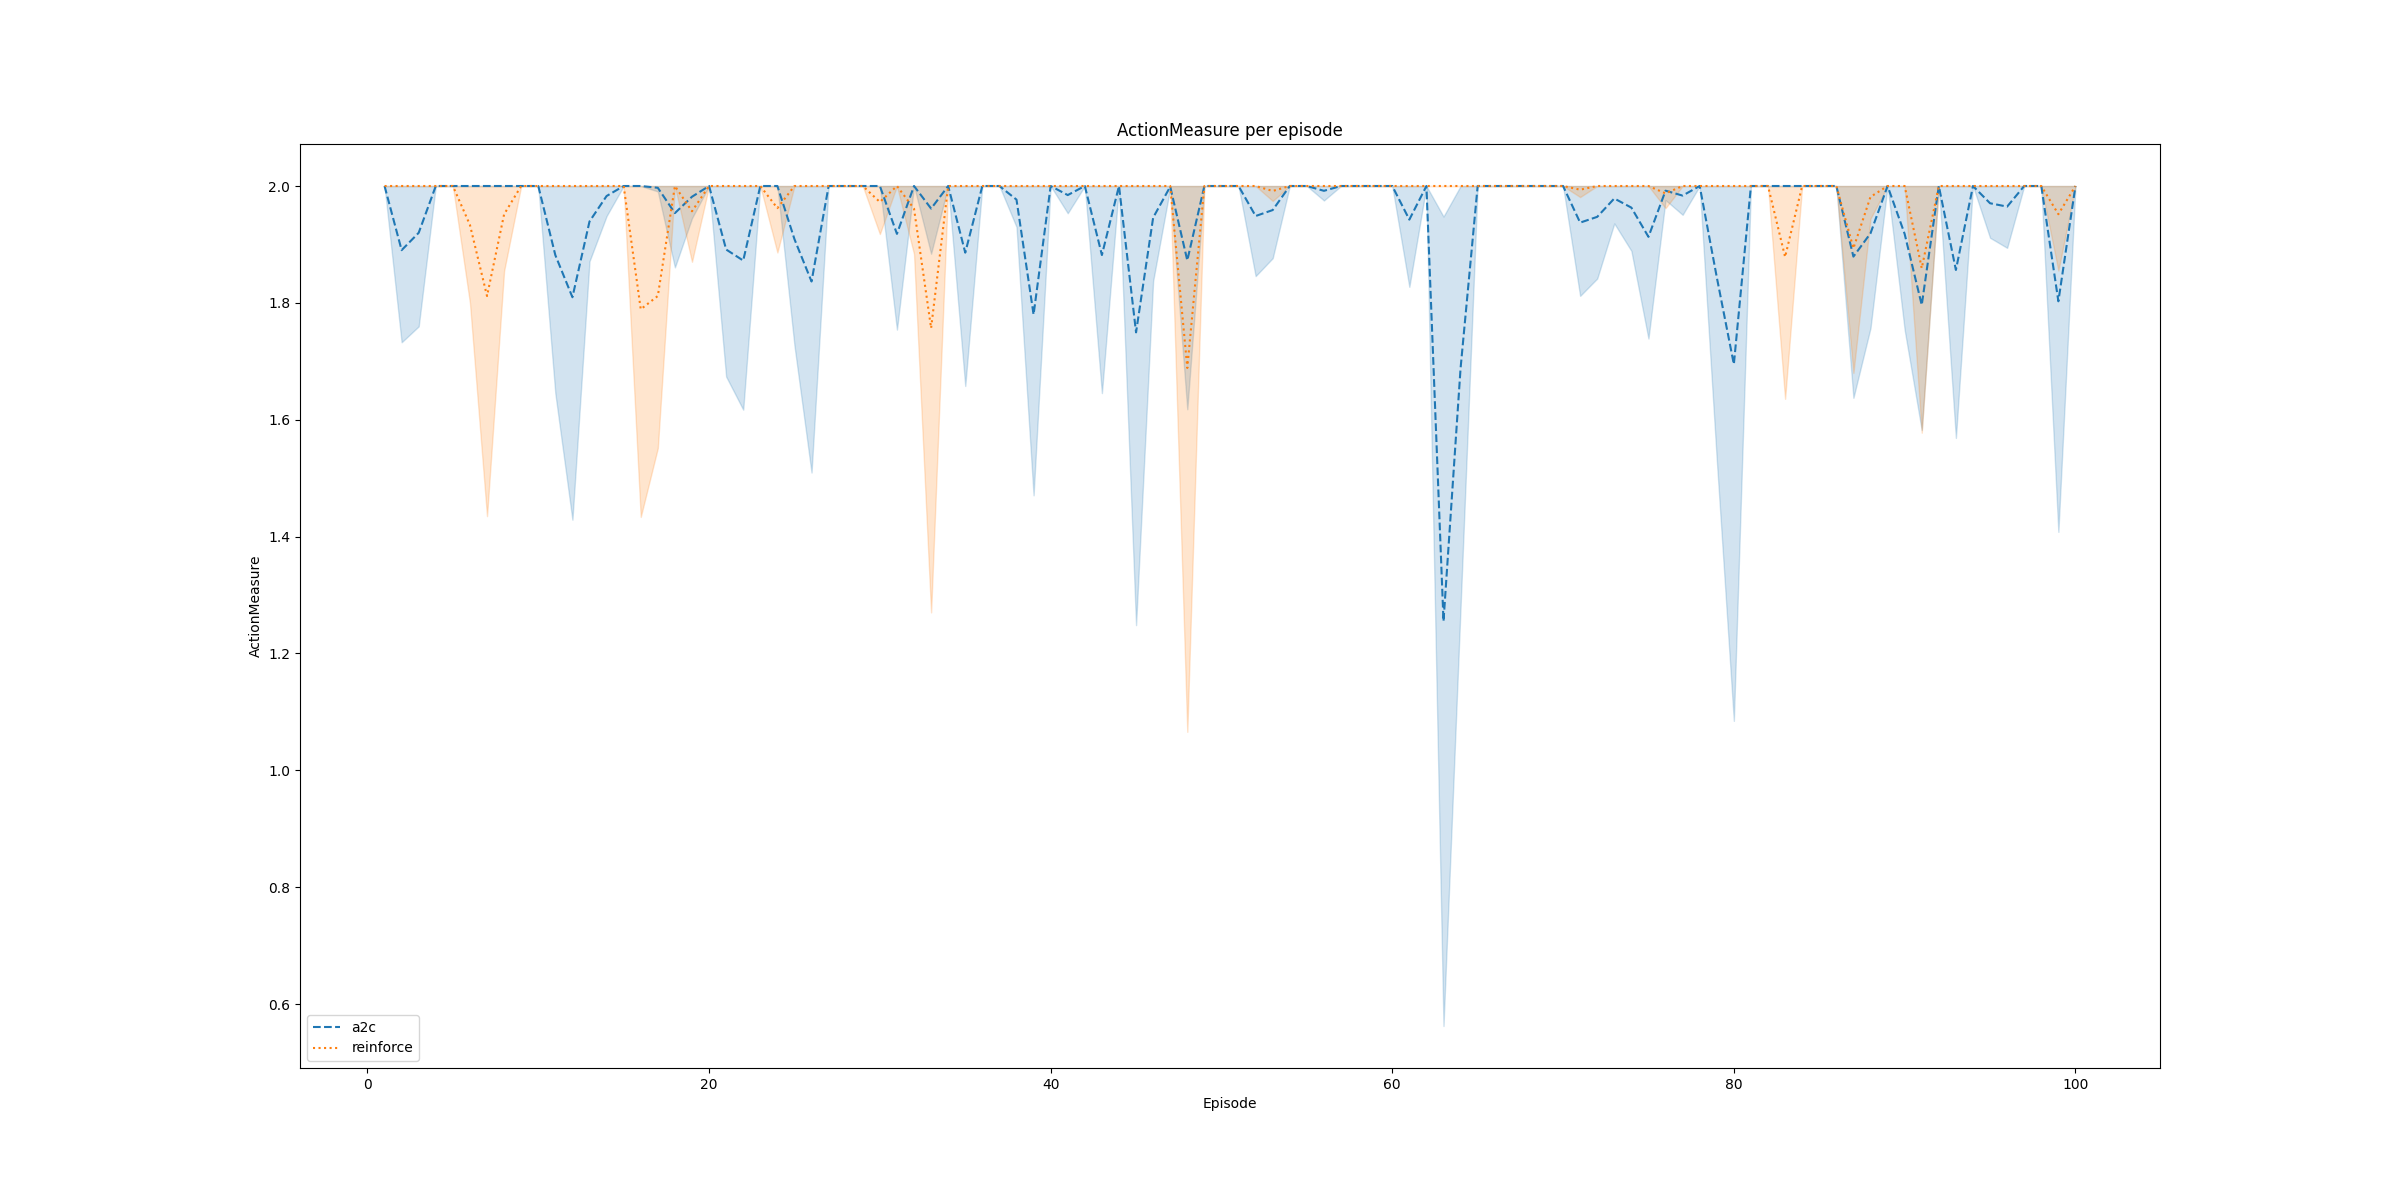 ActionMeasure per episode
2.0
1.8
1.6
1.4
1.2
1.0
0.8
0.6
ActionMeasure
a2c
reinforce
0 20 40 60 80 100
Episode